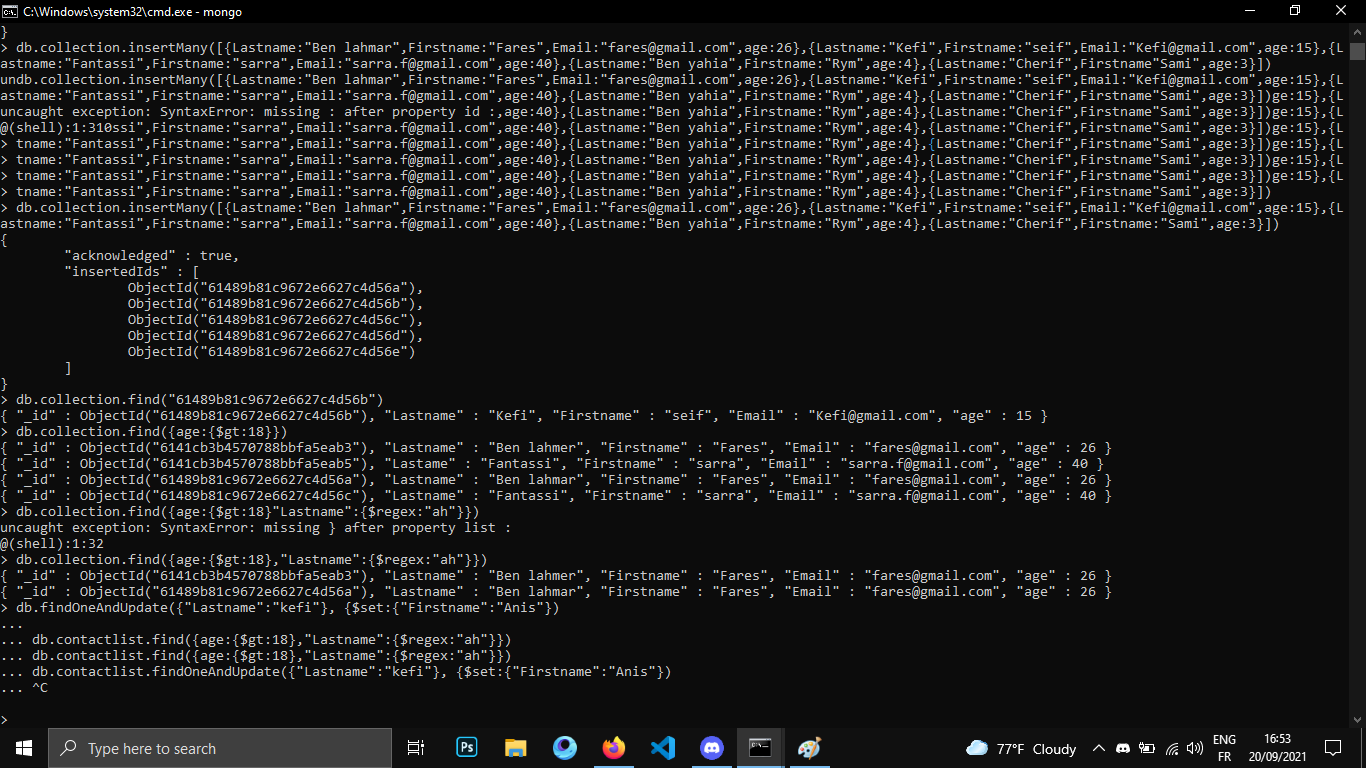 C:\Windows\system32\cmd.exe - mongo
}
> db.collection.insertMany([{Lastname:"Ben lahmar",Firstname:"Fares",Email:"fares@gmail.com",age:26},{Lastname:"Kefi",Firstname:"seif",Email:"Kefi@gmail.com",age:15},{L
astname:"Fantassi",Firstname:"sarra",Email:"sarra.f@gmail.com",age:40},{Lastname:"Ben yahia",Firstname:"Rym",age:4},{Lastname:"Cherif",Firstname"Sami",age:3}])
undb.collection.insertMany([{Lastname:"Ben lahmar",Firstname:"Fares",Email:"fares@gmail.com",age:26},{Lastname:"Kefi",Firstname:"seif",Email:"Kefi@gmail.com",age:15},{L
astname:"Fantassi",Firstname:"sarra",Email:"sarra.f@gmail.com",age:40},{Lastname:"Ben yahia",Firstname:"Rym",age:4},{Lastname:"Cherif",Firstname"Sami",age:3}])ge:15},{L
uncaught exception: SyntaxError: missing : after property id :,age:40},{Lastname:"Ben yahia",Firstname:"Rym",age:4},{Lastname:"Cherif",Firstname"Sami",age:3}])ge:15},{L
@(shell):1:310ssi",Firstname:"sarra",Email:"sarra.f@gmail.com",age:40},{Lastname:"Ben yahia",Firstname:"Rym",age:4},{Lastname:"Cherif",Firstname"Sami",age:3}])ge:15},{L
> tname:"Fantassi",Firstname:"sarra",Email:"sarra.f@gmail.com",age:40},{Lastname:"Ben yahia",Firstname:"Rym",age:4},{Lastname:"Cherif",Firstname"Sami",age:3}])ge:15},{L
> tname:"Fantassi",Firstname:"sarra",Email:"sarra.f@gmail.com",age:40},{Lastname:"Ben yahia",Firstname:"Rym",age:4},{Lastname:"Cherif",Firstname"Sami",age:3}])ge:15},{L
> tname:"Fantassi",Firstname:"sarra",Email:"sarra.f@gmail.com",age:40},{Lastname:"Ben yahia",Firstname:"Rym",age:4},{Lastname:"Cherif",Firstname"Sami",age:3}])ge:15},{L
> tname:"Fantassi",Firstname:"sarra",Email:"sarra.f@gmail.com",age:40},{Lastname:"Ben yahia",Firstname:"Rym",age:4},{Lastname:"Cherif",Firstname"Sami",age:3}])
> db.collection.insertMany([{Lastname:"Ben lahmar",Firstname:"Fares",Email:"fares@gmail.com",age:26},{Lastname:"Kefi",Firstname:"seif",Email:"Kefi@gmail.com",age:15},{L
astname:"Fantassi",Firstname:"sarra",Email:"sarra.f@gmail.com",age:40},{Lastname:"Ben yahia",Firstname:"Rym",age:4},{Lastname:"Cherif",Firstname:"Sami",age:3}])
{
"acknowledged" : true,
"insertedIds" : [
ObjectId("61489b81c9672e6627c4d56a"),
ObjectId("61489b81c9672e6627c4d56b"),
ObjectId("61489b81c9672e6627c4d56c"),
ObjectId("61489b81c9672e6627c4d56d"),
ObjectId("61489b81c9672e6627c4d56e")
]
}
> db.collection.find("61489b81c9672e6627c4d56b")
{ "_id" : ObjectId("61489b81c9672e6627c4d56b"), "Lastname" : "Kefi", "Firstname" : "seif", "Email" : "Kefi@gmail.com", "age" : 15 }
> db.collection.find({age:{$gt:18}})
{ "_id" : ObjectId("6141cb3b4570788bbfa5eab3"), "Lastname" : "Ben lahmer", "Firstname" : "Fares", "Email" : "fares@gmail.com", "age" : 26 }
{ "_id" : ObjectId("6141cb3b4570788bbfa5eab5"), "Lastame" : "Fantassi", "Firstname" : "sarra", "Email" : "sarra.f@gmail.com", "age" : 40 }
{ "_id" : ObjectId("61489b81c9672e6627c4d56a"), "Lastname" : "Ben lahmar", "Firstname" : "Fares", "Email" : "fares@gmail.com", "age" : 26 }
{ "_id" : ObjectId("61489b81c9672e6627c4d56c"), "Lastname" : "Fantassi", "Firstname" : "sarra", "Email" : "sarra.f@gmail.com", "age" : 40 }
> db.collection.find({age:{$gt:18}"Lastname":{$regex:"ah"}})
uncaught exception: SyntaxError: missing } after property list :
@(shell):1:32
> db.collection.find({age:{$gt:18},"Lastname":{$regex:"ah"}})
{ "_id" : ObjectId("6141cb3b4570788bbfa5eab3"), "Lastname" : "Ben lahmer", "Firstname" : "Fares", "Email" : "fares@gmail.com", "age" : 26 }
{ "_id" : ObjectId("61489b81c9672e6627c4d56a"), "Lastname" : "Ben lahmar", "Firstname" : "Fares", "Email" : "fares@gmail.com", "age" : 26 }
> db.findOneAndUpdate({"Lastname":"kefi"}, {$set:{"Firstname":"Anis"})
...
... db.contactlist.find({age:{$gt:18},"Lastname":{$regex:"ah"}})
... db.contactlist.find({age:{$gt:18},"Lastname":{$regex:"ah"}})
... db.contactlist.findOneAndUpdate({"Lastname":"kefi"}, {$set:{"Firstname":"Anis"})
... ^C
>
Type here to search
Ps
77°F Cloudy
ENG
FR
16:53
20/09/2021